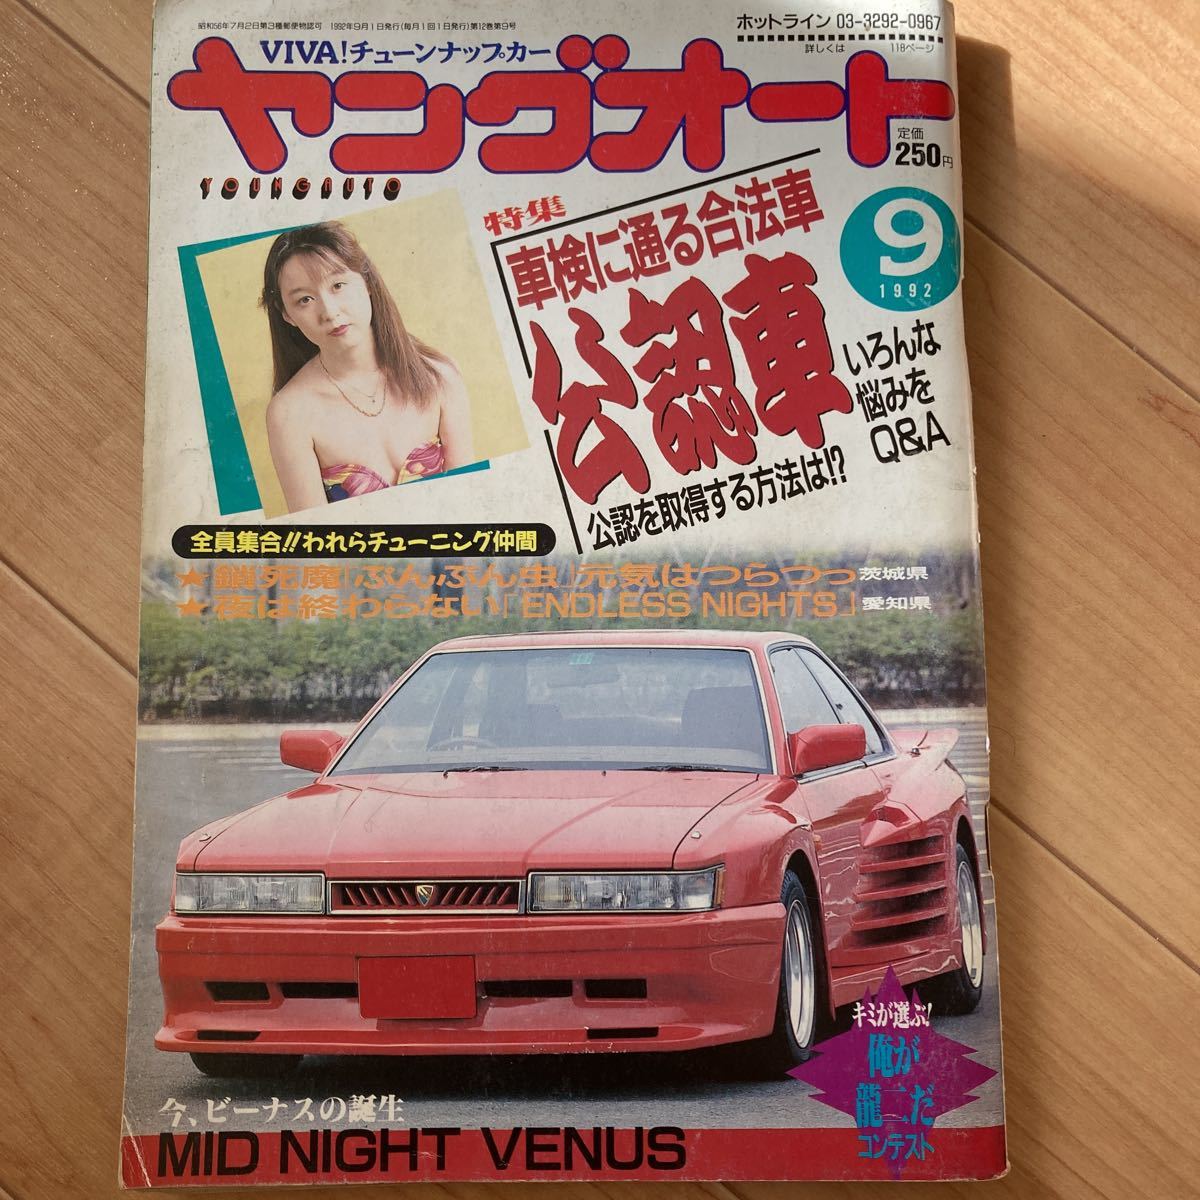 昭和56年7月2日第3種郵便物認可 1992年9月1日発行(毎月1回1日発行)第12巻第9号
ホットライン 03-3292-0967
詳しくは 118ページ
VIVA!チューンナップカー
ヤングオート
YOUNG AUTO
定価
250円
9
1992
特集
車検に通る合法車
公認車
いろんな
悩みを
Q&A
公認を取得する方法は!?
全員集合!!われらチューニング仲間
★鎖死魔「ぷんぷん虫」元気はつらつっ茨城県
★夜は終わらない「ENDLESS NIGHTS」愛知県
キミが選ぶ!
俺が
龍二だ
コンテスト
今、ビーナスの誕生
MID NIGHT VENUS